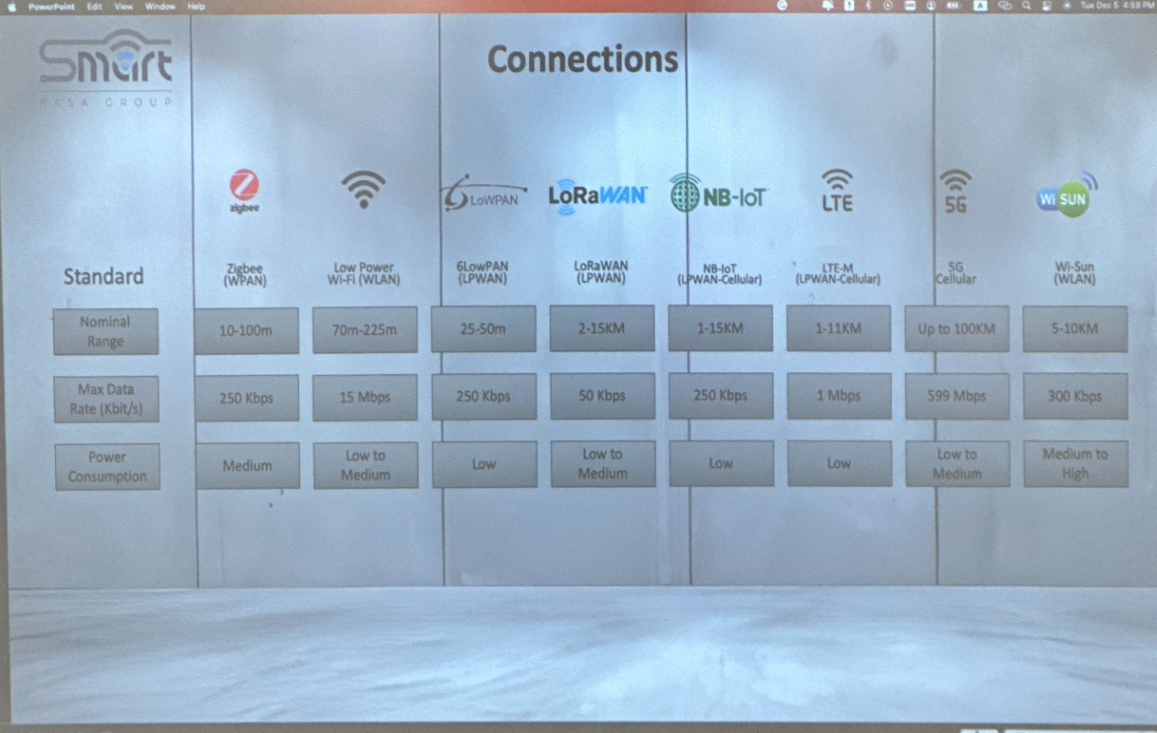 PowerPoint Edit View Window Help
Tue Dec 5 4:59 PM
Smart
RASA GROUP
Connections
zigbee
6LoWPAN
LoRaWAN
NB-IoT
LTE
5G
Wi SUN
Standard
Zigbee
(WPAN)
Low Power
Wi-Fi (WLAN)
6LowPAN
(LPWAN)
LoRaWAN
(LPWAN)
NB-IoT
(LPWAN-Cellular)
LTE-M
(LPWAN-Cellular)
5G
Cellular
Wi-Sun
(WLAN)
Nominal
Range
10-100m
70m-225m
25-50m
2-15KM
1-15KM
1-11KM
Up to 100KM
5-10KM
Max Data
Rate (Kbit/s)
250 Kbps
15 Mbps
250 Kbps
50 Kbps
250 Kbps
1 Mbps
599 Mbps
300 Kbps
Power
Consumption
Medium
Low to
Medium
Low
Low to
Medium
Low
Low
Low to
Medium
Medium to
High